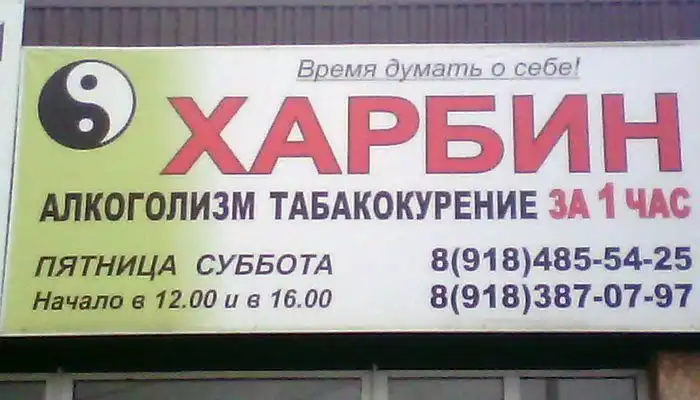 Время думать о себе!
ХАРБИН
АЛКОГОЛИЗМ ТАБАКОКУРЕНИЕ ЗА 1 ЧАС
ПЯТНИЦА СУББОТА
8(918)485-54-25
Начало в 12.00 и в 16.00
8(918)387-07-97